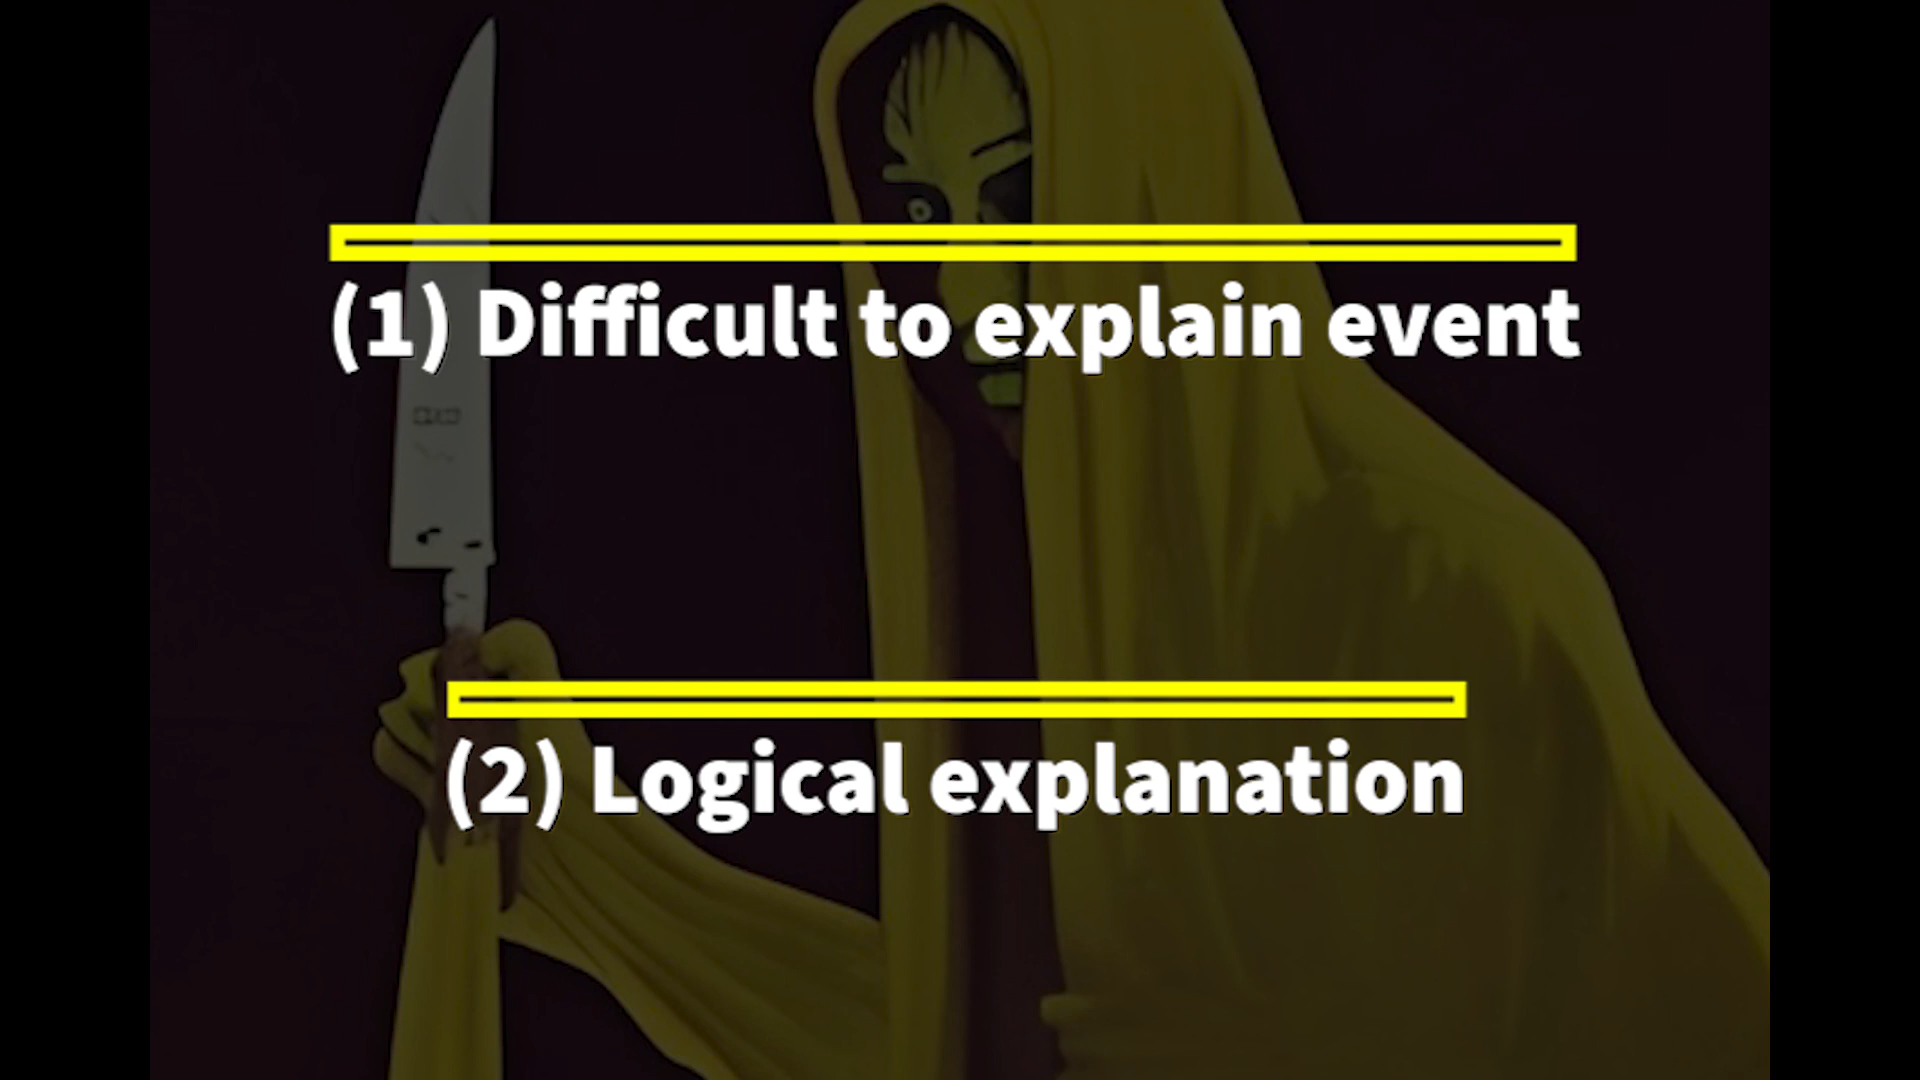 (1) Difficult to explain event
(2) Logical explanation